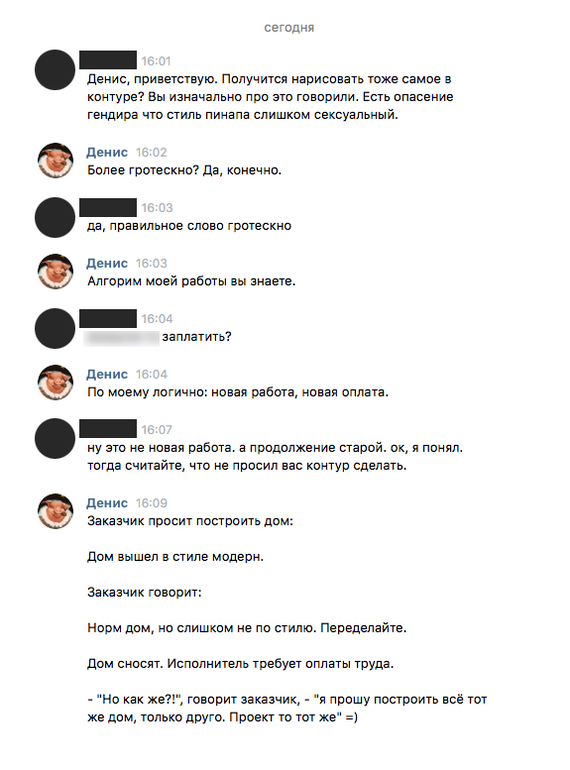 сегодня
16:01
Денис, приветствую. Получится нарисовать тоже самое в
контуре? Вы изначально про это говорили. Есть опасение
гендира что стиль пинапа слишком сексуальный.
Денис 16:02
Более гротескно? Да, конечно.
16:03
да, правильное слово гротескно
Денис 16:03
Алгорим моей работы вы знаете.
16:04
заплатить?
Денис 16:04
По моему логично: новая работа, новая оплата.
16:07
ну это не новая работа. а продолжение старой. ок, я понял.
тогда считайте, что не просил вас контур сделать.
Денис 16:09
Заказчик просит построить дом:
Дом вышел в стиле модерн.
Заказчик говорит:
Норм дом, но слишком не по стилю. Переделайте.
Дом сносят. Исполнитель требует оплаты труда.
- "Но как же?!", говорит заказчик, - "я прошу построить всё тот
же дом, только друго. Проект то тот же" =)